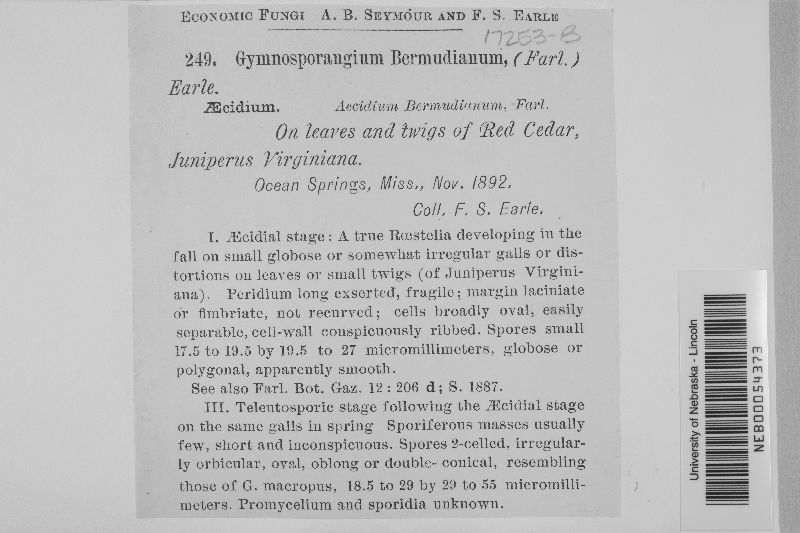 Economic Fungi A. B. Seymour and F. S. Earle
17253-B
249. Gymnosporangium Bermudianum, (Farl.)
Earle.
Æcidium. Aecidium Bermudianum, Farl.
On leaves and twigs of Red Cedar,
Juniperus Virginiana.
Ocean Springs, Miss., Nov. 1892.
Coll. F. S. Earle.
I. Æcidial stage: A true Rœstelia developing in the
fall on small globose or somewhat irregular galls or dis-
tortions on leaves or small twigs (of Juniperus Virgini-
ana). Peridium long exserted, fragile; margin laciniate
or fimbriate, not recurved; cells broadly oval, easily
separable, cell-wall conspicuously ribbed. Spores small
17.5 to 19.5 by 19.5 to 27 micromillimeters, globose or
polygonal, apparently smooth.
See also Farl. Bot. Gaz. 12: 206 d; S. 1887.
III. Teleutosporic stage following the Æcidial stage
on the same galls in spring Sporiferous masses usually
few, short and inconspicuous. Spores 2-celled, irregular-
ly orbicular, oval, oblong or double- conical, resembling
those of G. macropus, 18.5 to 29 by 29 to 55 micromilli-
meters. Promycelium and sporidia unknown.
University of Nebraska - Lincoln
NEB00054373